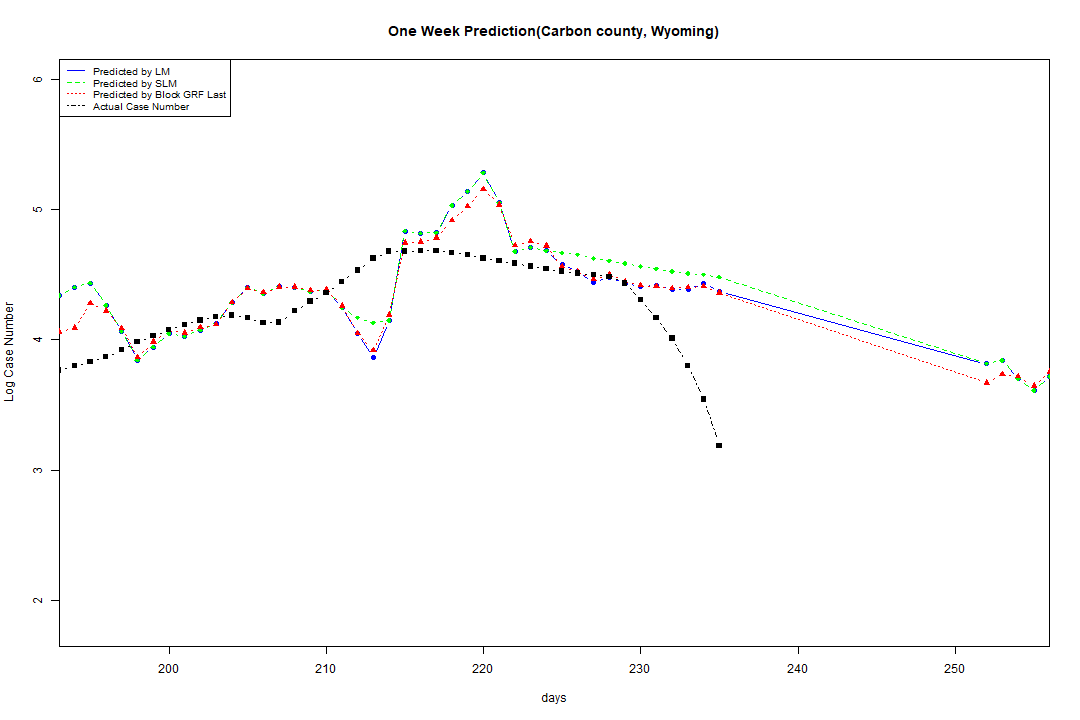 One Week Prediction(Carbon county, Wyoming)
Predicted by LM
Predicted by SLM
Predicted by Block GRF Last
Actual Case Number
6
5
4
3
2
Log Case Number
200 210 220 230 240 250
days